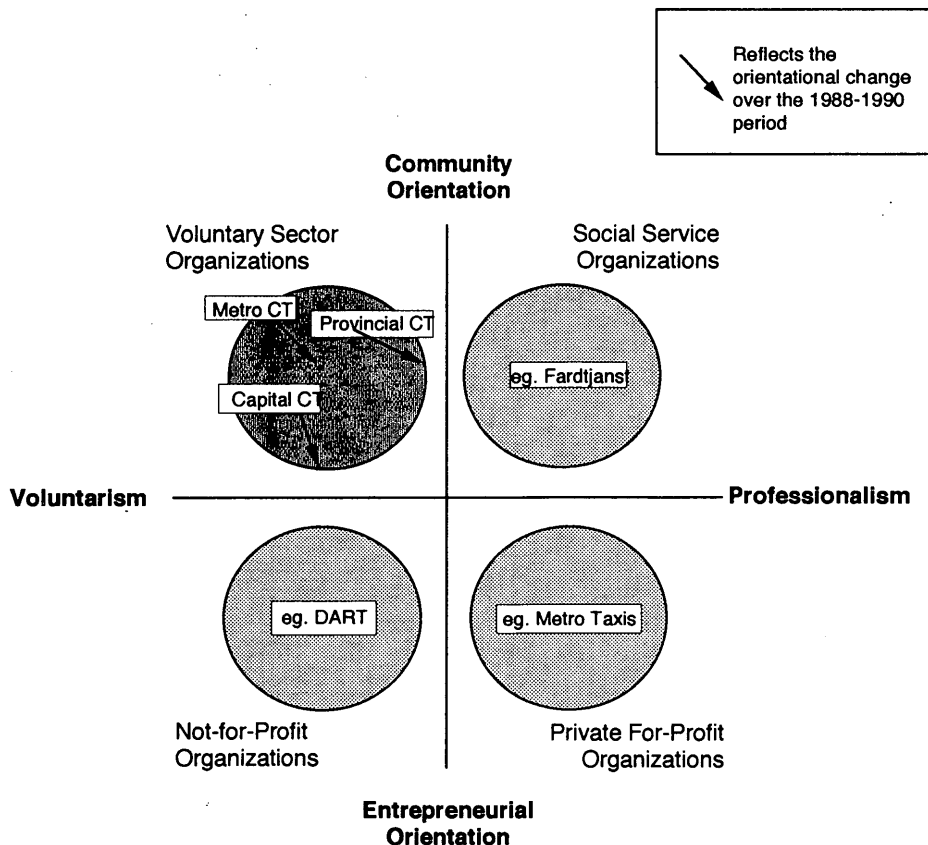 Reflects the
orientational change
over the 1988-1990
period
Community
Orientation
Voluntary Sector
Organizations
Social Service
Organizations
Metro CT
Provincial CT
eg. Fardtjanst
Capital CT
Voluntarism
Professionalism
eg. DART
eg. Metro Taxis
Not-for-Profit
Organizations
Private For-Profit
Organizations
Entrepreneurial
Orientation